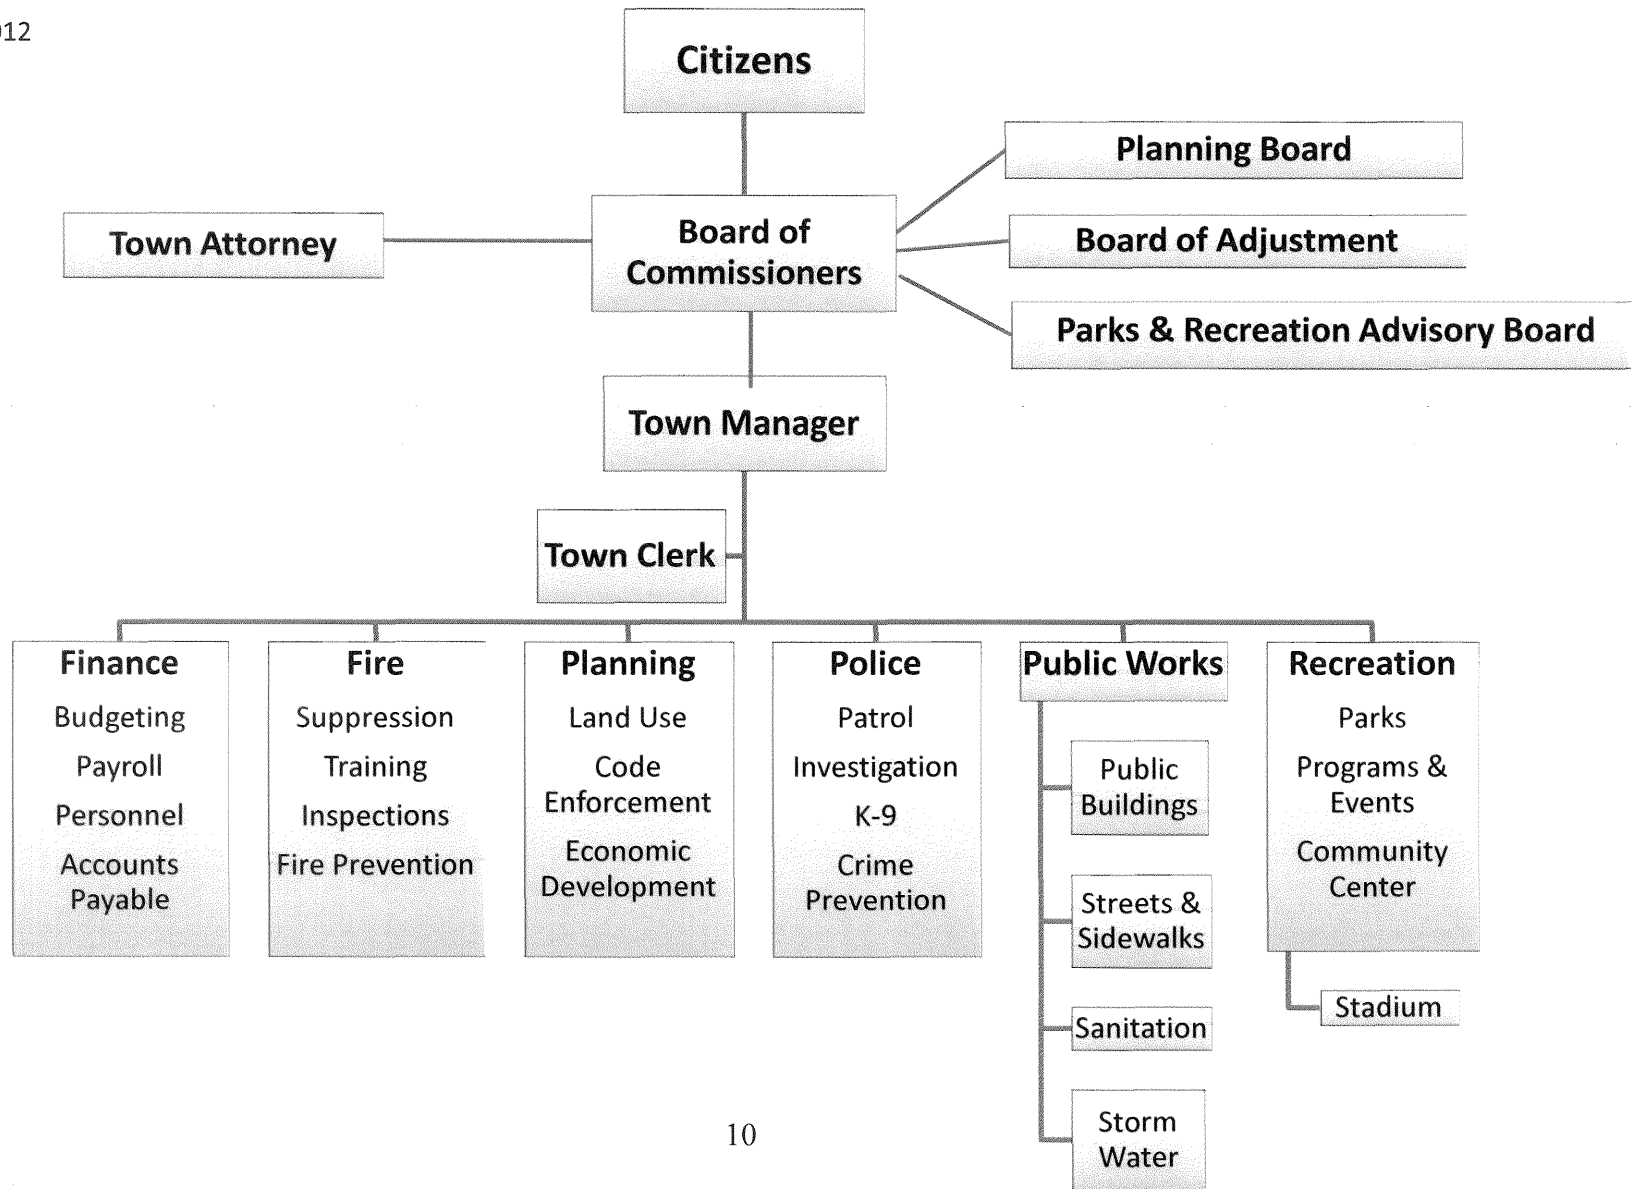 012
Citizens
Planning Board
Town Attorney
Board of
Commissioners
Board of Adjustment
Parks & Recreation Advisory Board
Town Manager
Town Clerk
Finance
Budgeting
Payroll
Personnel
Accounts
Payable
Fire
Suppression
Training
Inspections
Fire Prevention
Planning
Land Use
Code
Enforcement
Economic
Development
Police
Patrol
Investigation
K-9
Crime
Prevention
Public Works
Public
Buildings
Streets &
Sidewalks
Sanitation
Storm
Water
Recreation
Parks
Programs &
Events
Community
Center
Stadium
10